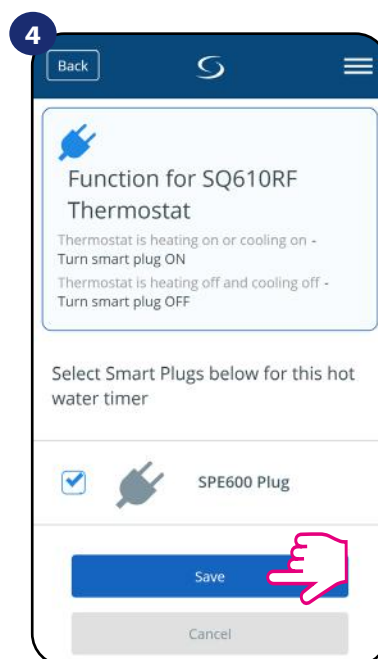 4
Back
Function for SQ610RF
Thermostat
Thermostat is heating on or cooling on -
Turn smart plug ON
Thermostat is heating off and cooling off -
Turn smart plug OFF
Select Smart Plugs below for this hot
water timer
SPE600 Plug
Save
Cancel